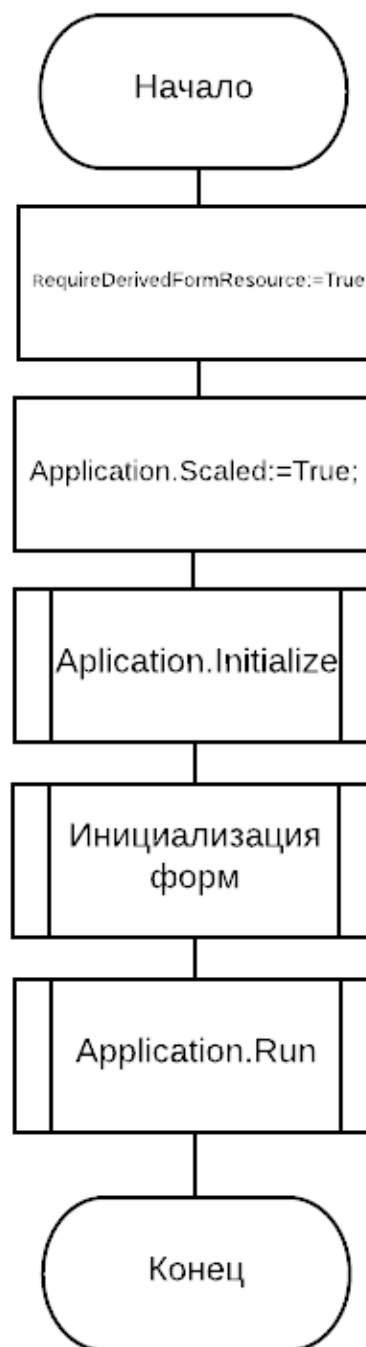 Начало
RequireDerivedFormResource:=True
Application.Scaled:=True;
Aplication.Initialize
Инициализация
форм
Application.Run
Конец